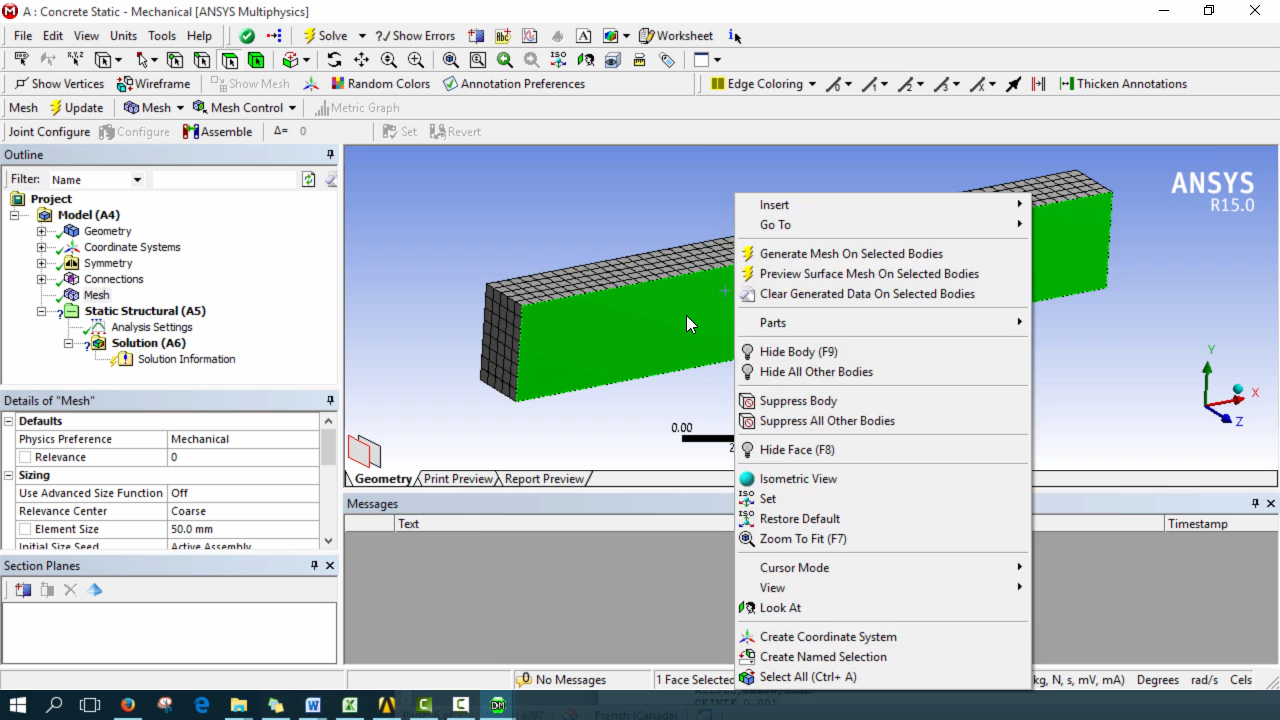 A : Concrete Static - Mechanical [ANSYS Multiphysics]
File Edit View Units Tools Help Solve ?/ Show Errors Worksheet
Show Vertices Wireframe Show Mesh Random Colors Annotation Preferences Edge Coloring Thicken Annotations
Mesh Update Mesh Mesh Control Metric Graph
Joint Configure Configure Assemble Δ= 0 Set Revert
Outline
Filter: Name
Project
Model (A4)
Geometry
Coordinate Systems
Symmetry
Connections
Mesh
Static Structural (A5)
Analysis Settings
Solution (A6)
Solution Information
Details of "Mesh"
Defaults
Physics Preference Mechanical
Relevance 0
Sizing
Use Advanced Size Function Off
Relevance Center Coarse
Element Size 50.0 mm
Initial Size Seed Active Assembly
Section Planes
ANSYS
R15.0
Y
X
Z
0.00
Geometry Print Preview Report Preview
Messages
Text Timestamp
Insert
Go To
Generate Mesh On Selected Bodies
Preview Surface Mesh On Selected Bodies
Clear Generated Data On Selected Bodies
Parts
Hide Body (F9)
Hide All Other Bodies
Suppress Body
Suppress All Other Bodies
Hide Face (F8)
Isometric View
ISO Set
ISO Restore Default
Zoom To Fit (F7)
Cursor Mode
View
Look At
Create Coordinate System
Create Named Selection
Select All (Ctrl+ A)
0 No Messages 1 Face Selected kg, N, s, mV, mA) Degrees rad/s Cels
DM